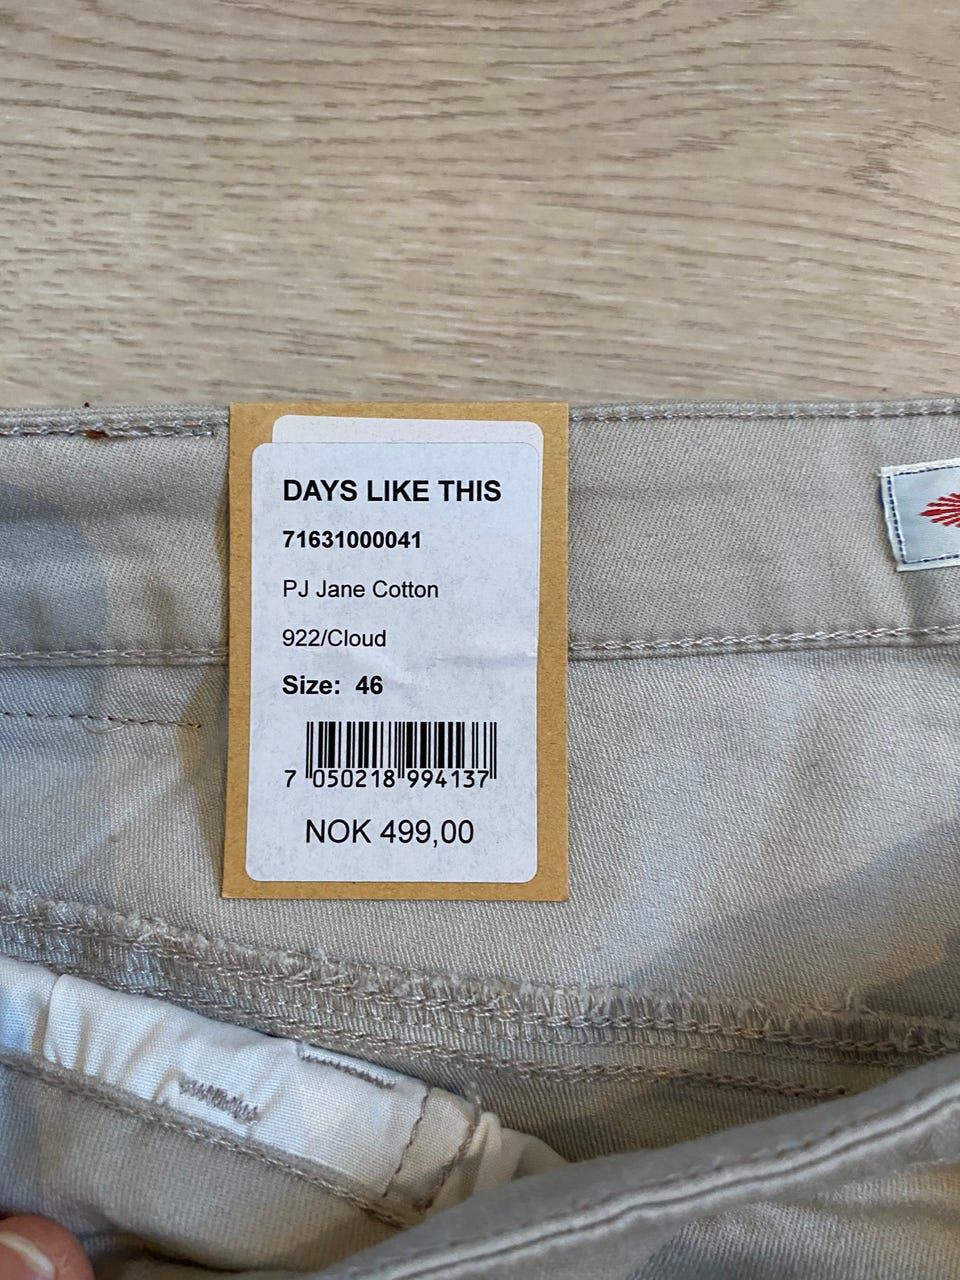 DAYS LIKE THIS
71631000041
PJ Jane Cotton
922/Cloud
Size: 46
7 050218 994137
NOK 499,00